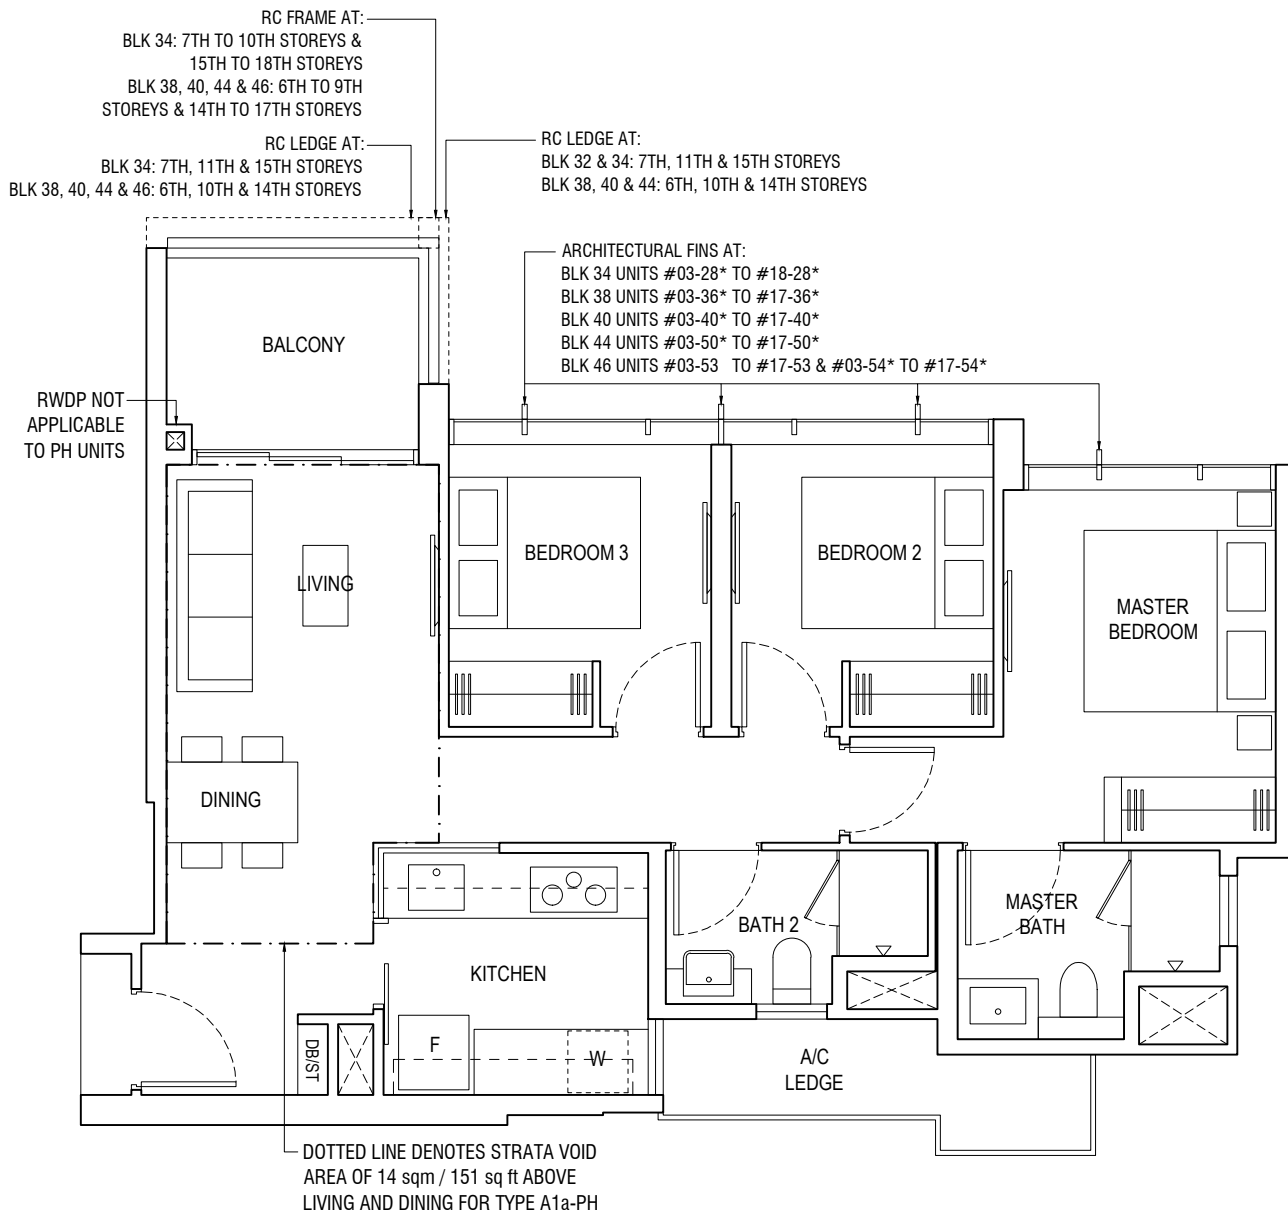 RC FRAME AT:
BLK 34: 7TH TO 10TH STOREYS &
15TH TO 18TH STOREYS
BLK 38, 40, 44 & 46: 6TH TO 9TH
STOREYS & 14TH TO 17TH STOREYS
RC LEDGE AT:
BLK 34: 7TH, 11TH & 15TH STOREYS
BLK 38, 40, 44 & 46: 6TH, 10TH & 14TH STOREYS
RC LEDGE AT:
BLK 32 & 34: 7TH, 11TH & 15TH STOREYS
BLK 38, 40 & 44: 6TH, 10TH & 14TH STOREYS
ARCHITECTURAL FINS AT:
BLK 34 UNITS #03-28* TO #18-28*
BLK 38 UNITS #03-36* TO #17-36*
BLK 40 UNITS #03-40* TO #17-40*
BLK 44 UNITS #03-50* TO #17-50*
BLK 46 UNITS #03-53 TO #17-53 & #03-54* TO #17-54*
BALCONY
RWDP NOT
APPLICABLE
TO PH UNITS
LIVING
BEDROOM 3
BEDROOM 2
MASTER
BEDROOM
DINING
KITCHEN
BATH 2
MASTER
BATH
F
W
DB/ST
A/C
LEDGE
DOTTED LINE DENOTES STRATA VOID
AREA OF 14 sqm / 151 sq ft ABOVE
LIVING AND DINING FOR TYPE A1a-PH